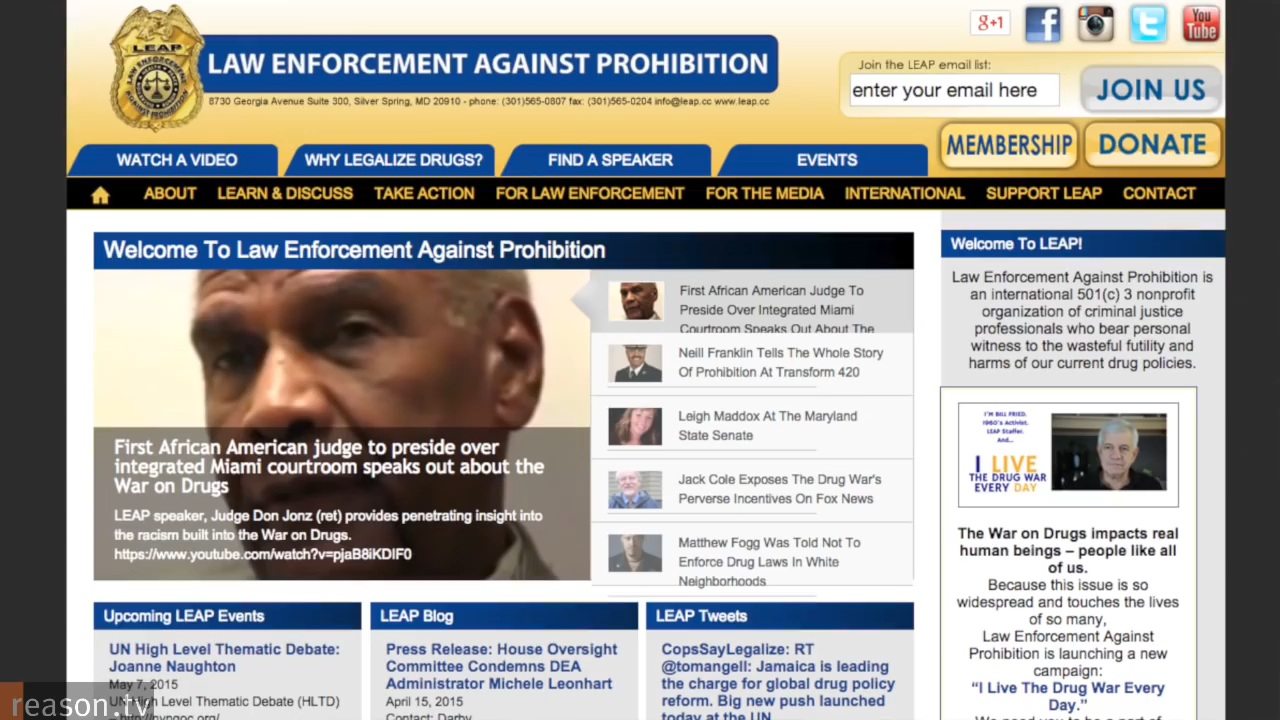 LEAP
LAW ENFORCEMENT AGAINST PROHIBITION
8730 Georgia Avenue Suite 300, Silver Spring, MD 20910 - phone: (301)565-0807 fax: (301)565-0204 info@leap.cc www.leap.cc
g+1
You
Tube
Join the LEAP email list:
enter your email here
JOIN US
MEMBERSHIP
DONATE
WATCH A VIDEO
WHY LEGALIZE DRUGS?
FIND A SPEAKER
EVENTS
ABOUT
LEARN & DISCUSS
TAKE ACTION
FOR LAW ENFORCEMENT
FOR THE MEDIA
INTERNATIONAL
SUPPORT LEAP
CONTACT
Welcome To Law Enforcement Against Prohibition
First African American judge to preside over
integrated Miami courtroom speaks out about the
War on Drugs
LEAP speaker, Judge Don Jonz (ret) provides penetrating insight into
the racism built into the War on Drugs.
https://www.youtube.com/watch?v=pjaB8iKDIF0
First African American Judge To
Preside Over Integrated Miami
Courtroom Speaks Out About The
Neill Franklin Tells The Whole Story
Of Prohibition At Transform 420
Leigh Maddox At The Maryland
State Senate
Jack Cole Exposes The Drug War's
Perverse Incentives On Fox News
Matthew Fogg Was Told Not To
Enforce Drug Laws In White
Neighborhoods
Welcome To LEAP!
Law Enforcement Against Prohibition is
an international 501(c) 3 nonprofit
organization of criminal justice
professionals who bear personal
witness to the wasteful futility and
harms of our current drug policies.
I'M BILL FRIED.
1960's Activist.
LEAP Staffer.
And...
I LIVE
THE DRUG WAR
EVERY DAY
The War on Drugs impacts real
human beings – people like all
of us.
Because this issue is so
widespread and touches the lives
of so many,
Law Enforcement Against
Prohibition is launching a new
campaign:
“I Live The Drug War Every
Day.”
Upcoming LEAP Events
UN High Level Thematic Debate:
Joanne Naughton
May 7, 2015
UN High Level Thematic Debate (HLTD)
LEAP Blog
Press Release: House Oversight
Committee Condemns DEA
Administrator Michele Leonhart
April 15, 2015
Contact: Darby
LEAP Tweets
CopsSayLegalize: RT
@tomangell: Jamaica is leading
the charge for global drug policy
reform. Big new push launched
today at the UN
reason.tv